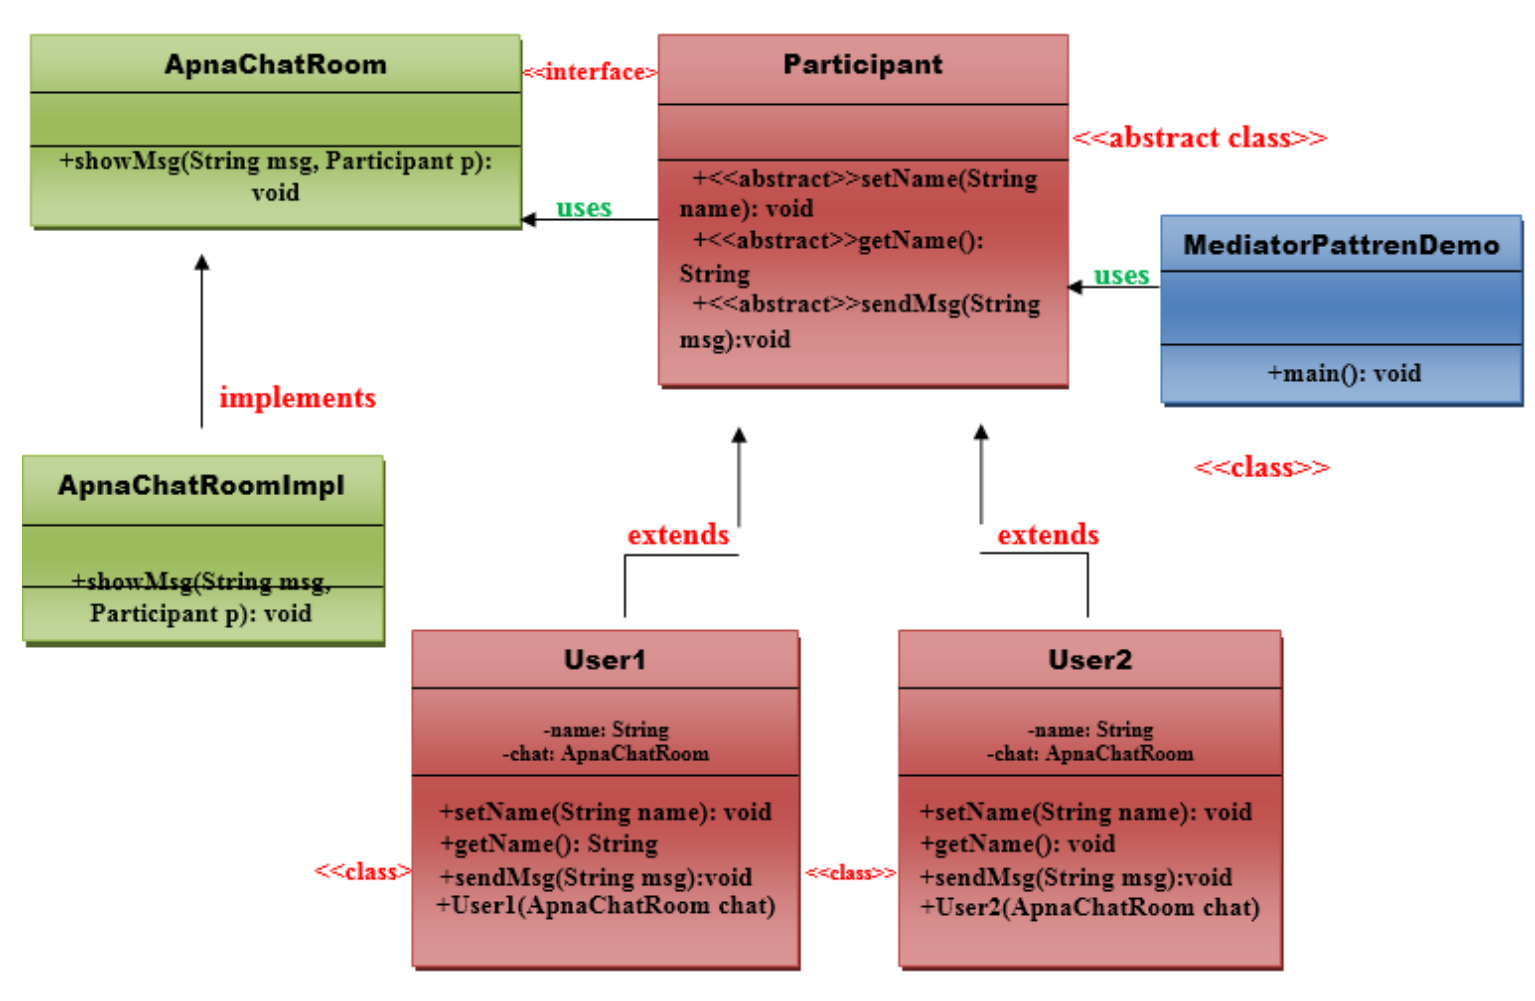 ApnaChatRoom
<<interface>
+showMsg(String msg, Participant p):
void
Participant
<<abstract class>>
+<<abstract>>setName(String
name): void
+<<abstract>>getName():
String
+<<abstract>>sendMsg(String
msg):void
uses
MediatorPattrenDemo
uses
+main(): void
<<class>>
implements
ApnaChatRoomImpl
+showMsg(String msg,
Participant p): void
extends
extends
User1
-name: String
-chat: ApnaChatRoom
+setName(String name): void
+getName(): String
+sendMsg(String msg):void
+User1(ApnaChatRoom chat)
<<class>
User2
-name: String
-chat: ApnaChatRoom
+setName(String name): void
+getName(): void
+sendMsg(String msg):void
+User2(ApnaChatRoom chat)
<<class>>